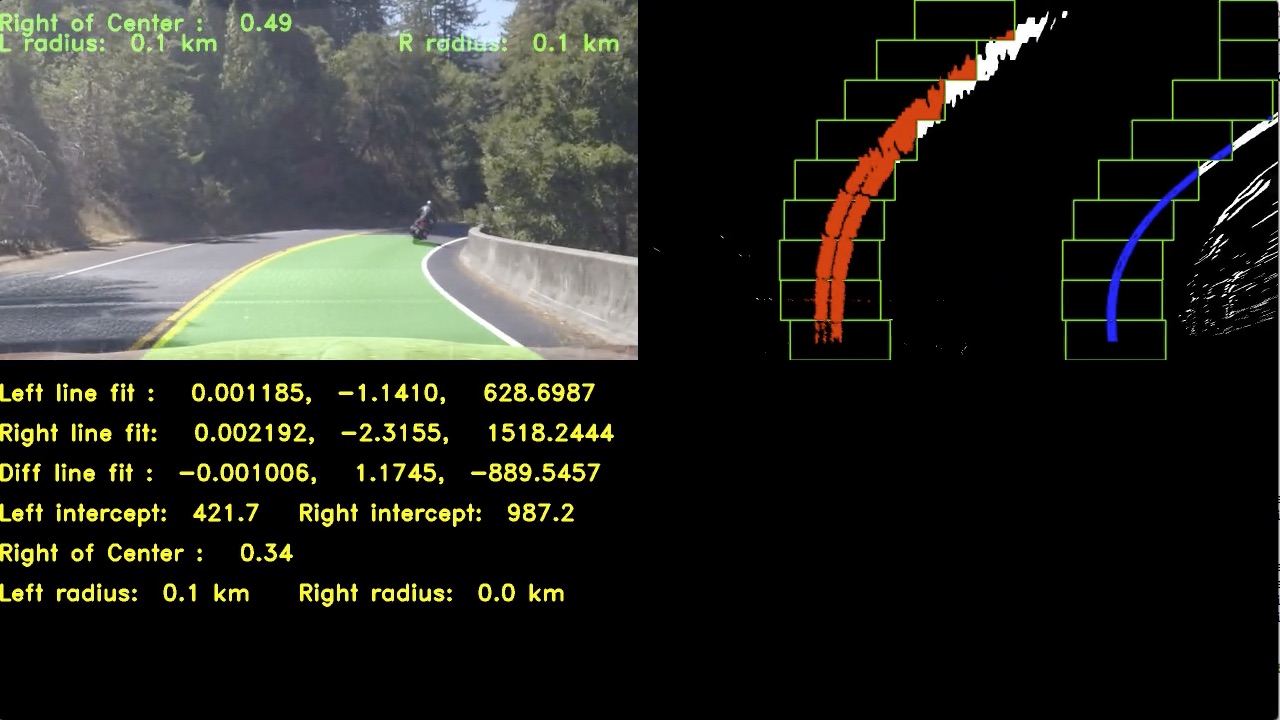 Right of Center : 0.49
L radius: 0.1 km R radius: 0.1 km
Left line fit : 0.001185, -1.1410, 628.6987
Right line fit: 0.002192, -2.3155, 1518.2444
Diff line fit : -0.001006, 1.1745, -889.5457
Left intercept: 421.7 Right intercept: 987.2
Right of Center : 0.34
Left radius: 0.1 km Right radius: 0.0 km